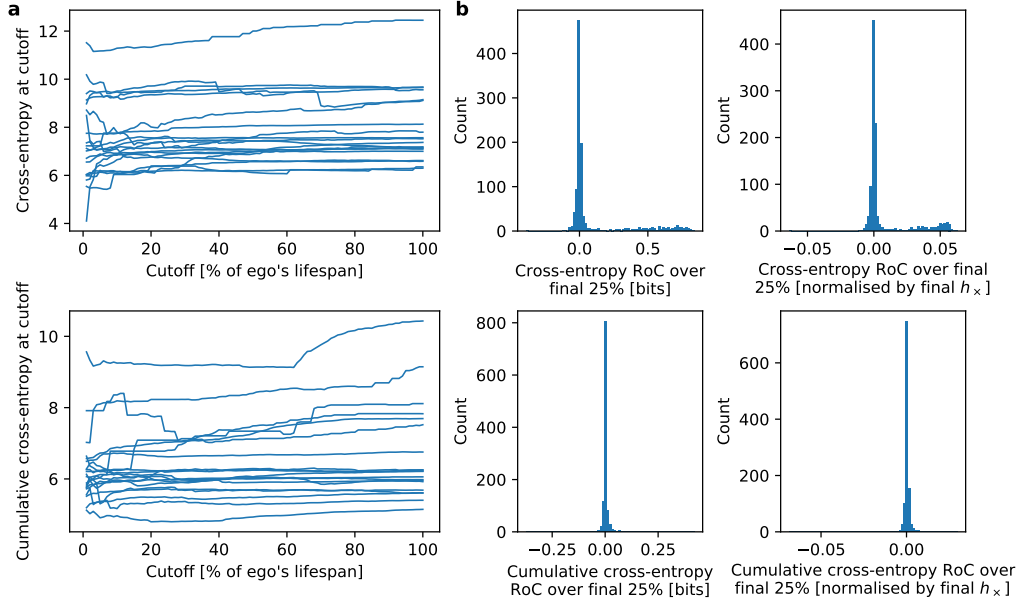 a
Cross-entropy at cutoff
12
10
8
6
4
0
20
40
60
80
100
Cutoff [% of ego's lifespan]
Cumulative cross-entropy at cutoff
10
8
6
0
20
40
60
80
100
Cutoff [% of ego's lifespan]
b
Count
400
300
200
100
0
0.0
0.5
Cross-entropy RoC over
final 25% [bits]
Count
400
300
200
100
0
−0.05
0.00
0.05
Cross-entropy RoC over final
25% [normalised by final h×]
Count
800
600
400
200
0
−0.25
0.00
0.25
Cumulative cross-entropy
RoC over final 25% [bits]
Count
600
400
200
0
−0.05
0.00
Cumulative cross-entropy RoC over
final 25% [normalised by final h×]